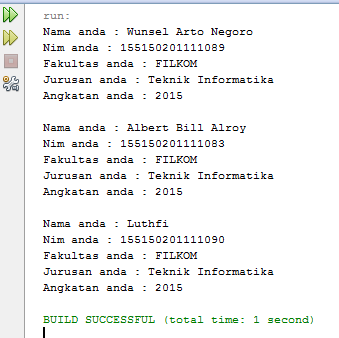 run:
Nama anda : Wunsel Arto Negoro
Nim anda : 155150201111089
Fakultas anda : FILKOM
Jurusan anda : Teknik Informatika
Angkatan anda : 2015
Nama anda : Albert Bill Alroy
Nim anda : 155150201111083
Fakultas anda : FILKOM
Jurusan anda : Teknik Informatika
Angkatan anda : 2015
Nama anda : Luthfi
Nim anda : 155150201111090
Fakultas anda : FILKOM
Jurusan anda : Teknik Informatika
Angkatan anda : 2015
BUILD SUCCESSFUL (total time: 1 second)